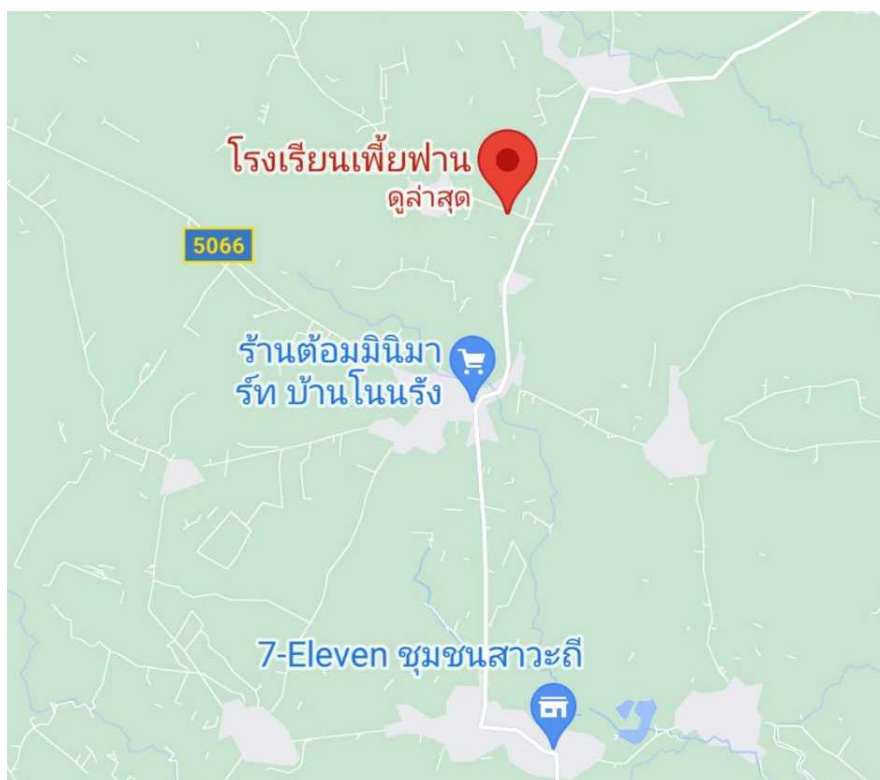 โรงเรียนเพี้ยฟาน
ดูล่าสุด
5066
ร้านต้อมมินิมา
ร์ท บ้านโนนรัง
7-Eleven ชุมชนสาวะถี